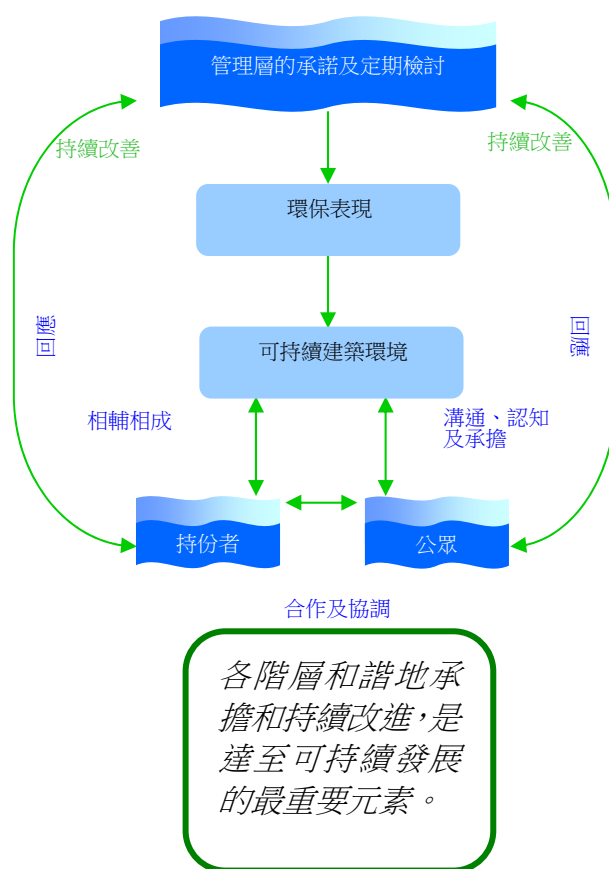 管理層的承諾及定期檢討
持續改善
持續改善
環保表現
回應
回應
可持續建築環境
相輔相成
溝通、認知
及承擔
持份者
公眾
合作及協調
各階層和諧地承
擔和持續改進，是
達至可持續發展
的最重要元素。